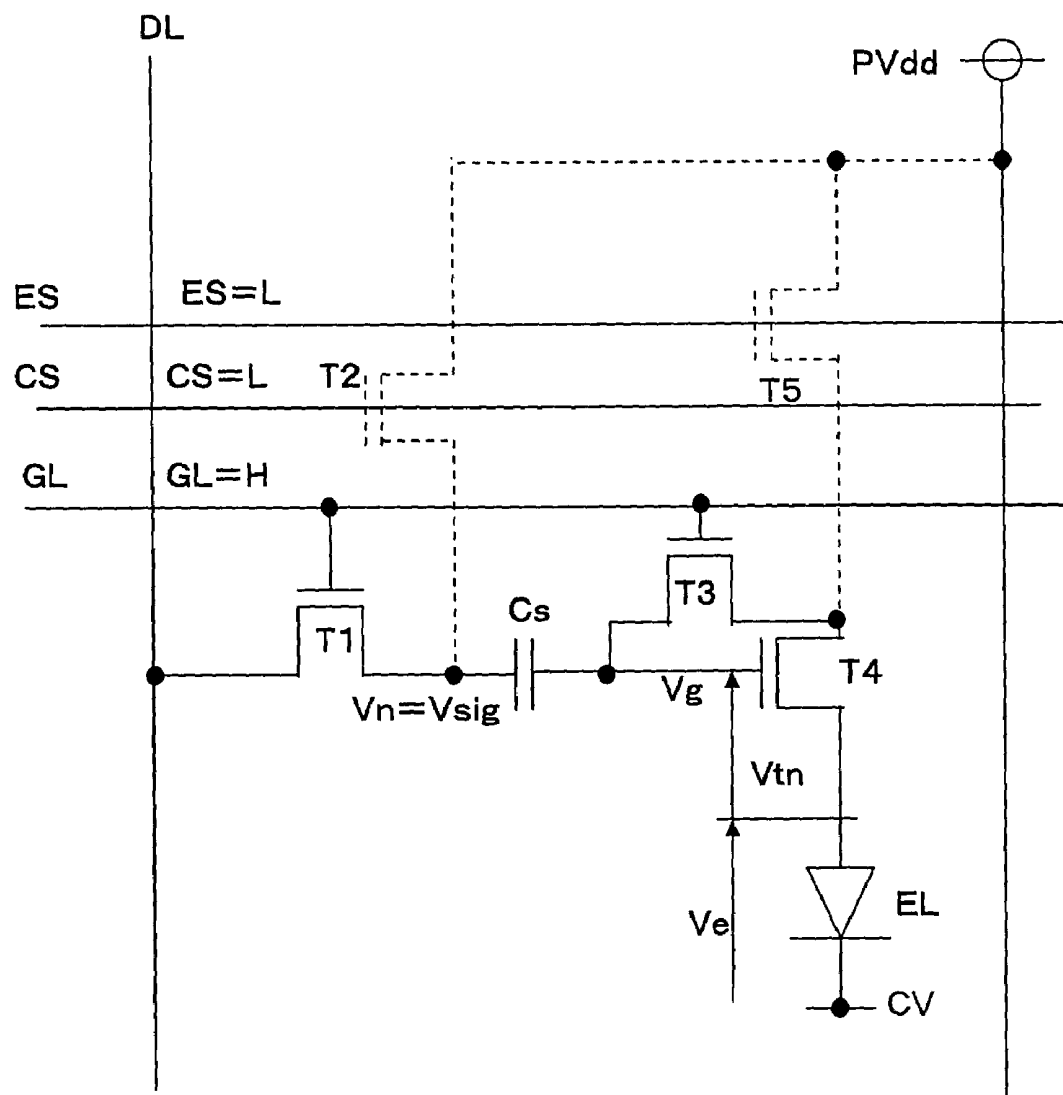 DL
PVdd
ES ES=L
CS CS=L T2
T5
GL GL=H
T3
Cs
T1
T4
Vg
Vn=Vsig
Vtn
EL
Ve
CV